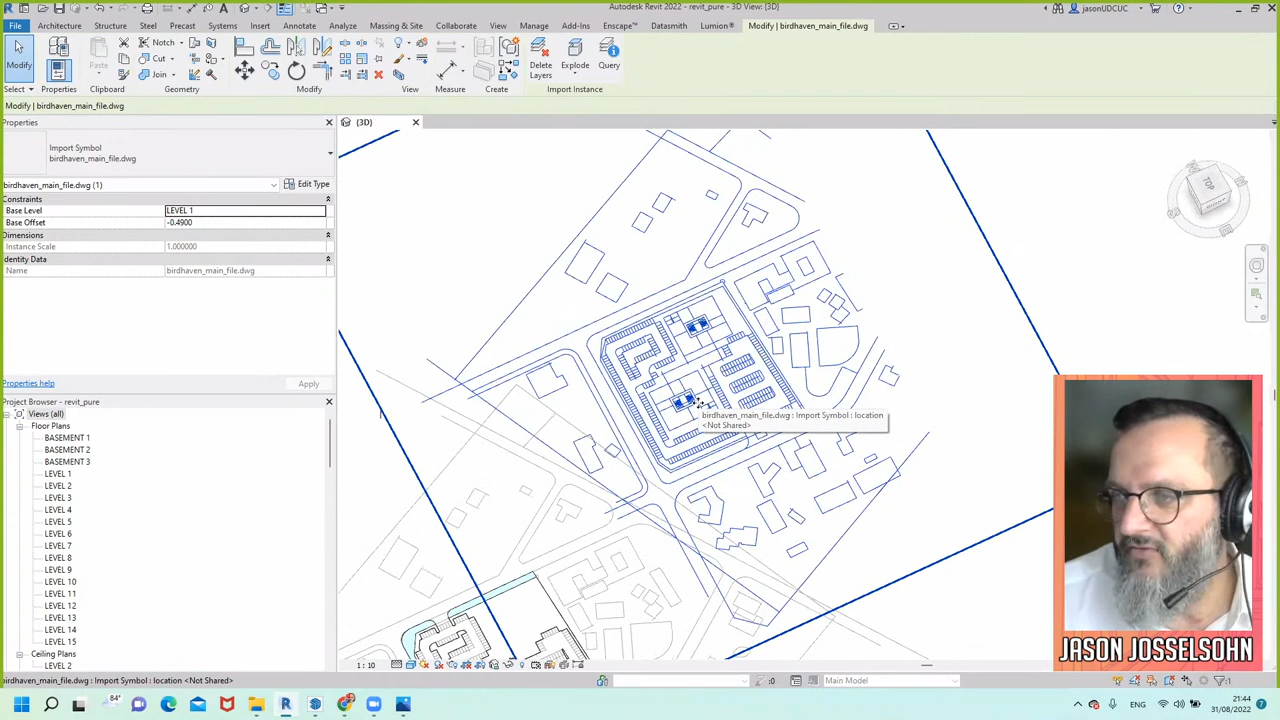 Autodesk Revit 2022 - revit_pure - 3D View: {3D}
jasonUDCUC
File
Architecture
Structure
Steel
Precast
Systems
Insert
Annotate
Analyze
Massing & Site
Collaborate
View
Manage
Add-Ins
Enscape™
Datasmith
Lumion®
Modify | birdhaven_main_file.dwg
Modify
Properties
Paste
Notch
Cut
Join
Delete Layers
Explode
Query
Select
Properties
Clipboard
Geometry
Modify
View
Measure
Create
Import Instance
Modify | birdhaven_main_file.dwg
Properties
{3D}
Import Symbol
birdhaven_main_file.dwg
birdhaven_main_file.dwg (1)
Edit Type
Constraints
Base Level LEVEL 1
Base Offset -0.4900
Dimensions
Instance Scale 1.000000
Identity Data
Name birdhaven_main_file.dwg
Properties help
Apply
Project Browser - revit_pure
Views (all)
Floor Plans
BASEMENT 1
BASEMENT 2
BASEMENT 3
LEVEL 1
LEVEL 2
LEVEL 3
LEVEL 4
LEVEL 5
LEVEL 6
LEVEL 7
LEVEL 8
LEVEL 9
LEVEL 10
LEVEL 11
LEVEL 12
LEVEL 13
LEVEL 14
LEVEL 15
Ceiling Plans
LEVEL 2
TOP
RIGHT
birdhaven_main_file.dwg : Import Symbol : location
<Not Shared>
JASON JOSSELSOHN
1 : 10
birdhaven_main_file.dwg : Import Symbol : location <Not Shared>
:0
Main Model
:1
84°
21:44
31/08/2022